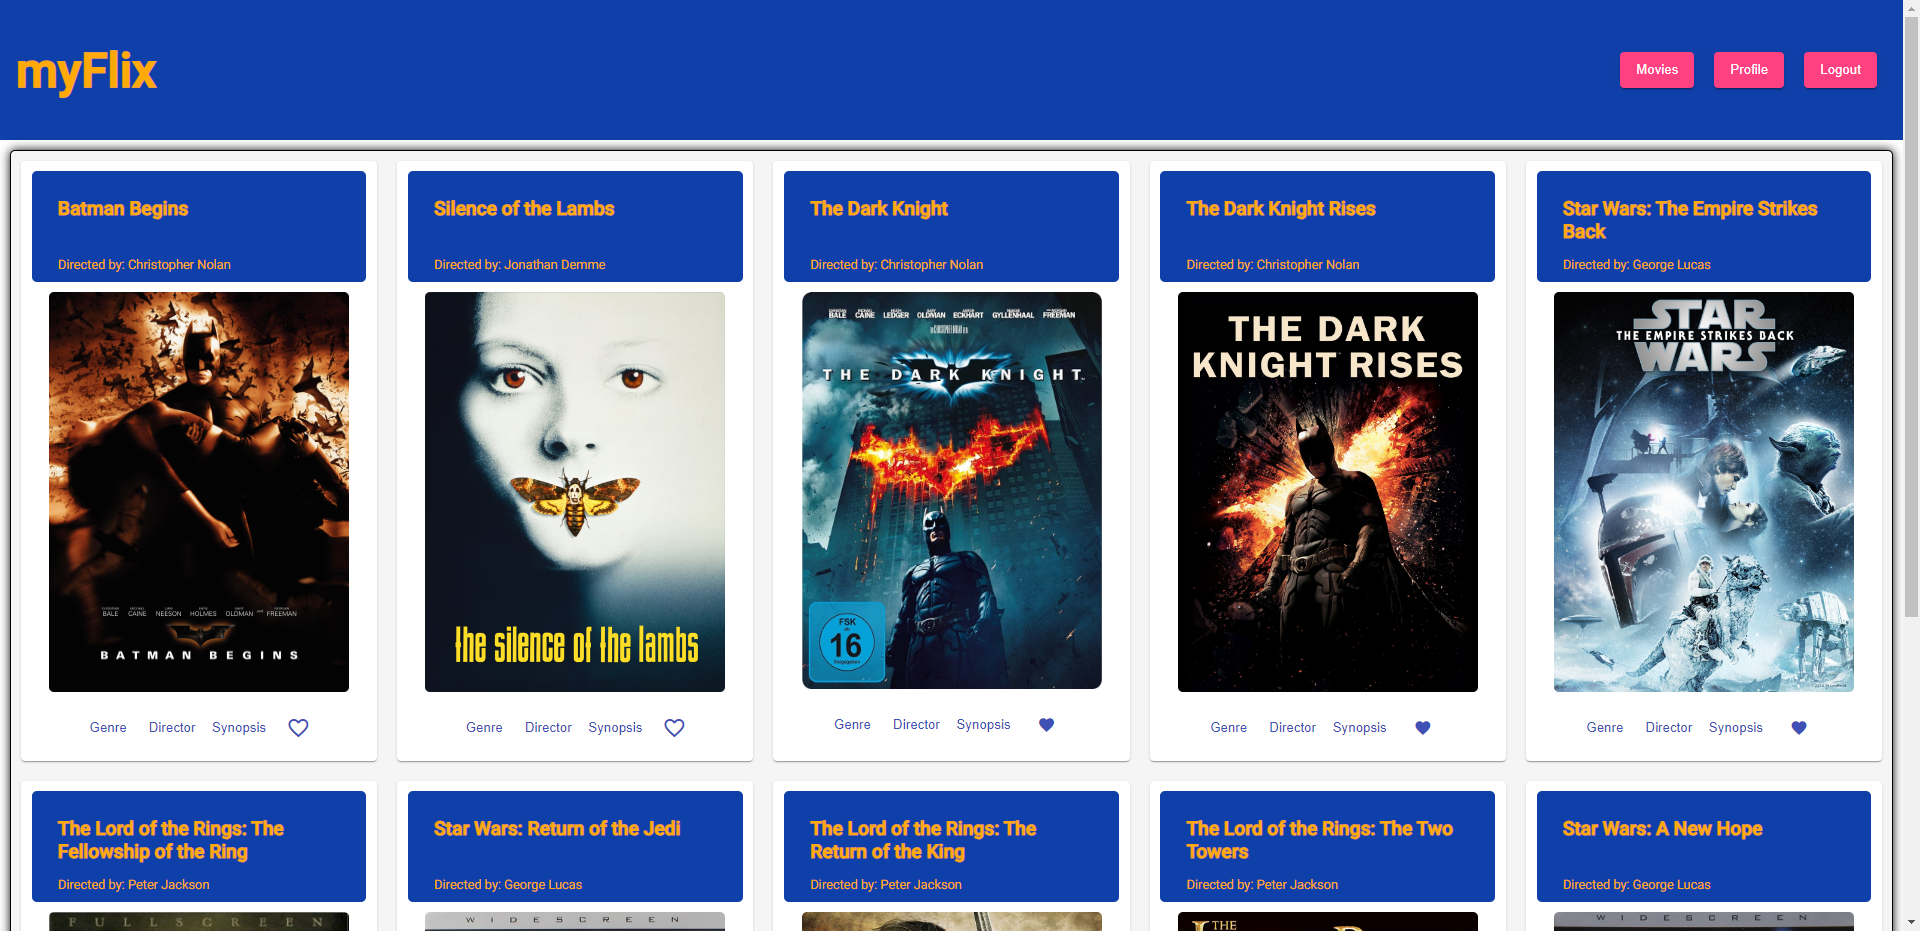 myFlix
Movies
Profile
Logout
Batman Begins
Directed by: Christopher Nolan
BALE CAINE NEESON HOLMES OLDMAN FREEMAN
BATMAN BEGINS
Genre
Director
Synopsis
Silence of the Lambs
Directed by: Jonathan Demme
the silence of the lambs
Genre
Director
Synopsis
The Dark Knight
Directed by: Christopher Nolan
BALE CAINE LEDGER OLDMAN ECKHART GYLLENHAAL FREEMAN
THE DARK KNIGHT
FSK
ab
16
freigegeben
Genre
Director
Synopsis
The Dark Knight Rises
Directed by: Christopher Nolan
THE DARK
KNIGHT RISES
Genre
Director
Synopsis
Star Wars: The Empire Strikes
Back
Directed by: George Lucas
STAR
THE EMPIRE STRIKES BACK
WARS
Genre
Director
Synopsis
The Lord of the Rings: The
Fellowship of the Ring
Directed by: Peter Jackson
FULLSCREEN
Star Wars: Return of the Jedi
Directed by: George Lucas
WIDESCREEN
The Lord of the Rings: The
Return of the King
Directed by: Peter Jackson
The Lord of the Rings: The Two
Towers
Directed by: Peter Jackson
THE
Star Wars: A New Hope
Directed by: George Lucas
WIDESCREEN